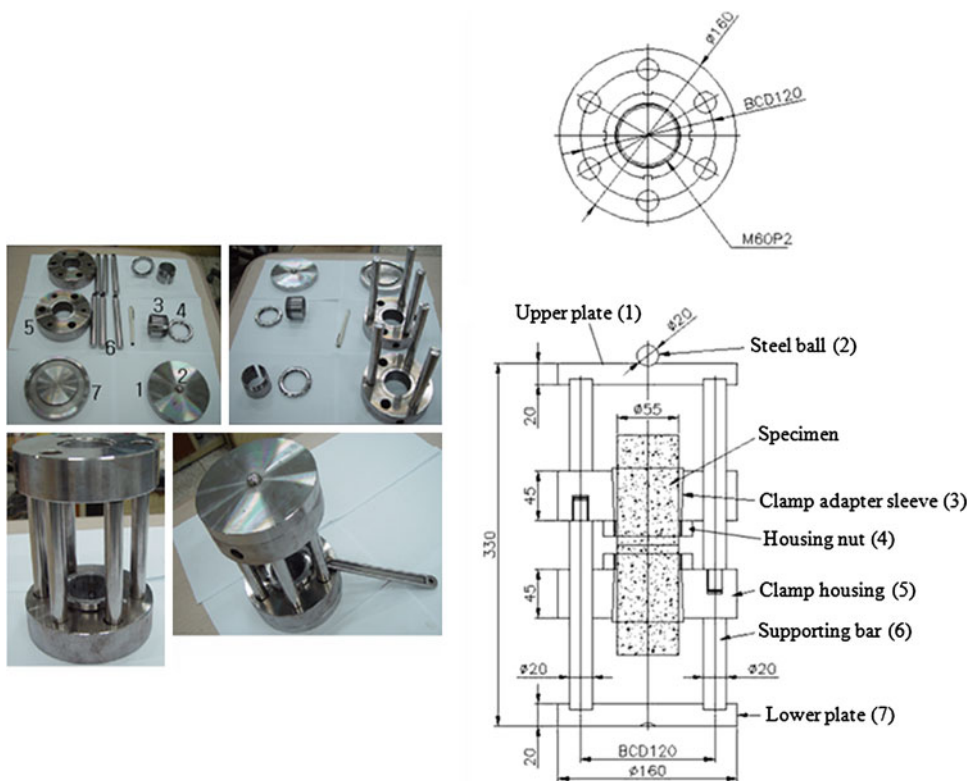 ø160
BCD120
M60P2
3
4
5
6
7
1
2
Upper plate (1)
ø20
Steel ball (2)
20
ø55
Specimen
45
Clamp adapter sleeve (3)
Housing nut (4)
330
45
Clamp housing (5)
Supporting bar (6)
ø20
ø20
Lower plate (7)
20
BCD120
ø160